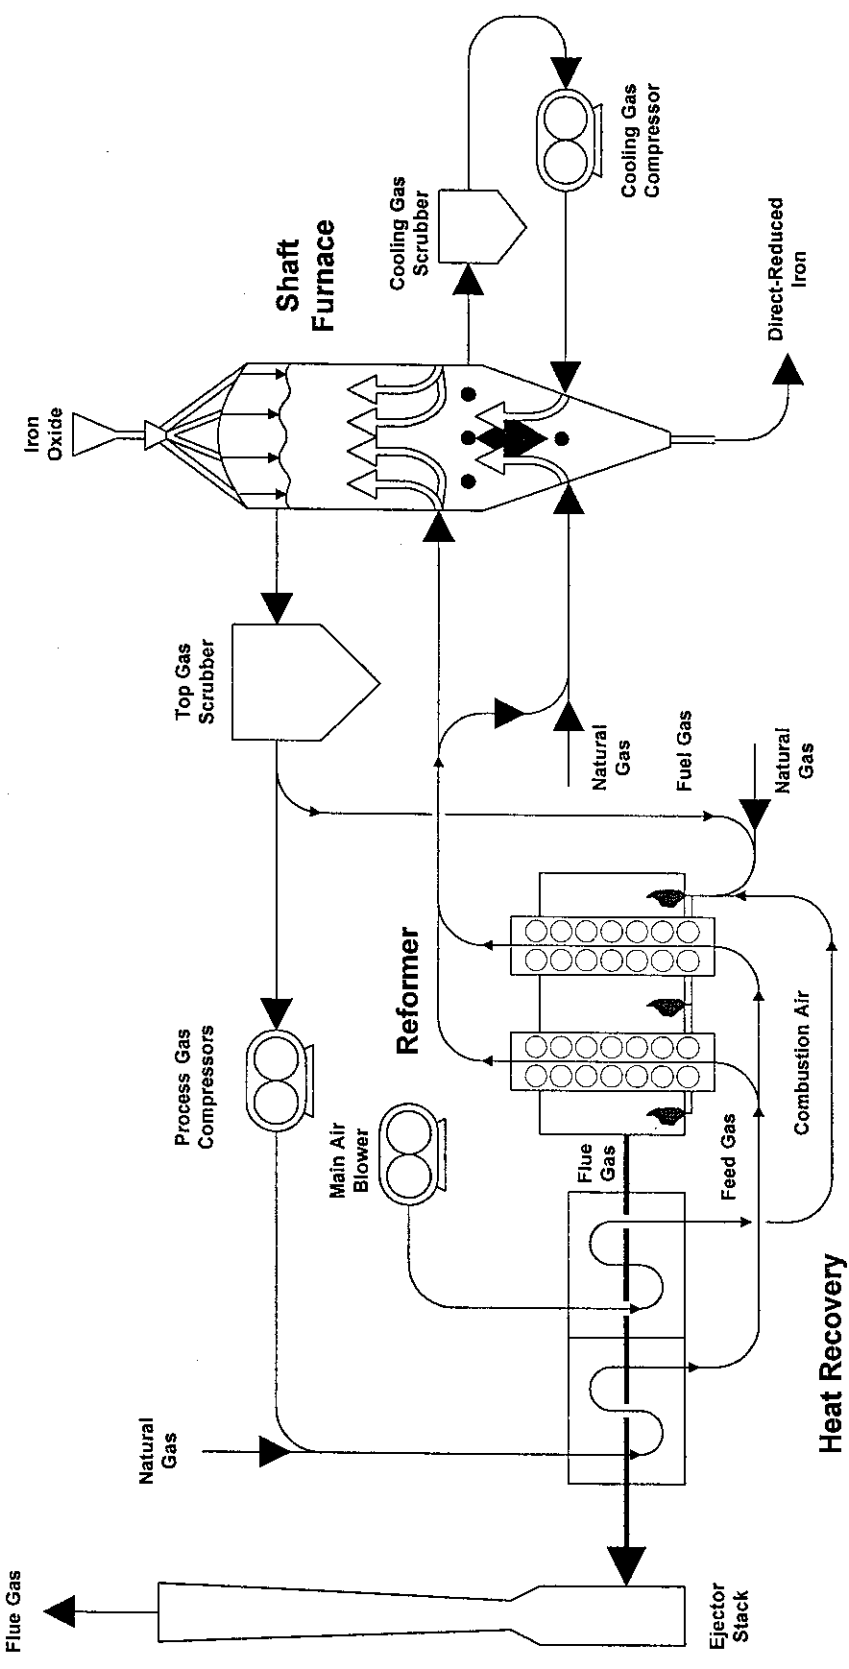 Flue Gas
Natural
Gas
Process Gas
Compressors
Top Gas
Scrubber
Iron
Oxide
Main Air
Blower
Reformer
Shaft
Furnace
Cooling Gas
Scrubber
Cooling Gas
Compressor
Flue
Gas
Natural
Gas
Fuel Gas
Natural
Gas
Direct-Reduced
Iron
Ejector
Stack
Feed Gas
Combustion Air
Heat Recovery